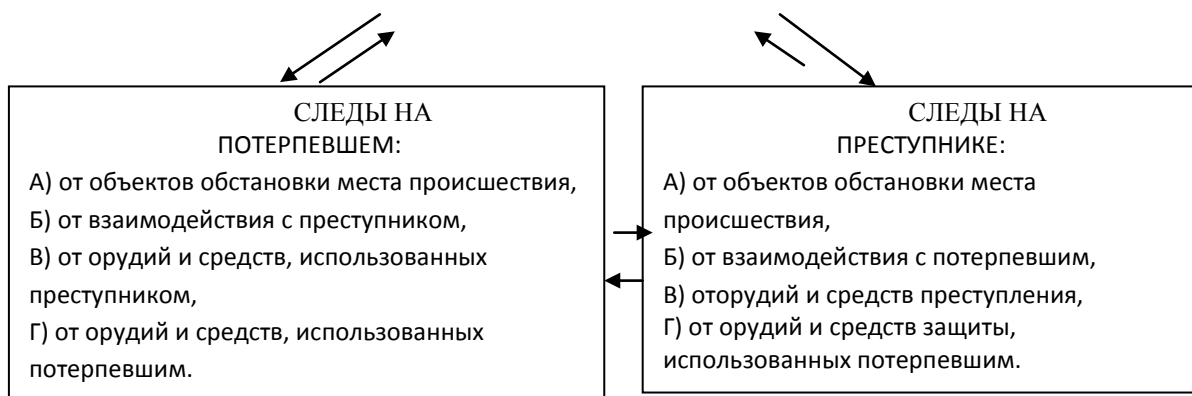 СЛЕДЫ НА
ПОТЕРПЕВШЕМ:
А) от объектов обстановки места происшествия,
Б) от взаимодействия с преступником,
В) от орудий и средств, использованных
преступником,
Г) от орудий и средств, использованных
потерпевшим.
СЛЕДЫ НА
ПРЕСТУПНИКЕ:
А) от объектов обстановки места
происшествия,
Б) от взаимодействия с потерпевшим,
В) оторудий и средств преступления,
Г) от орудий и средств защиты,
использованных потерпевшим.